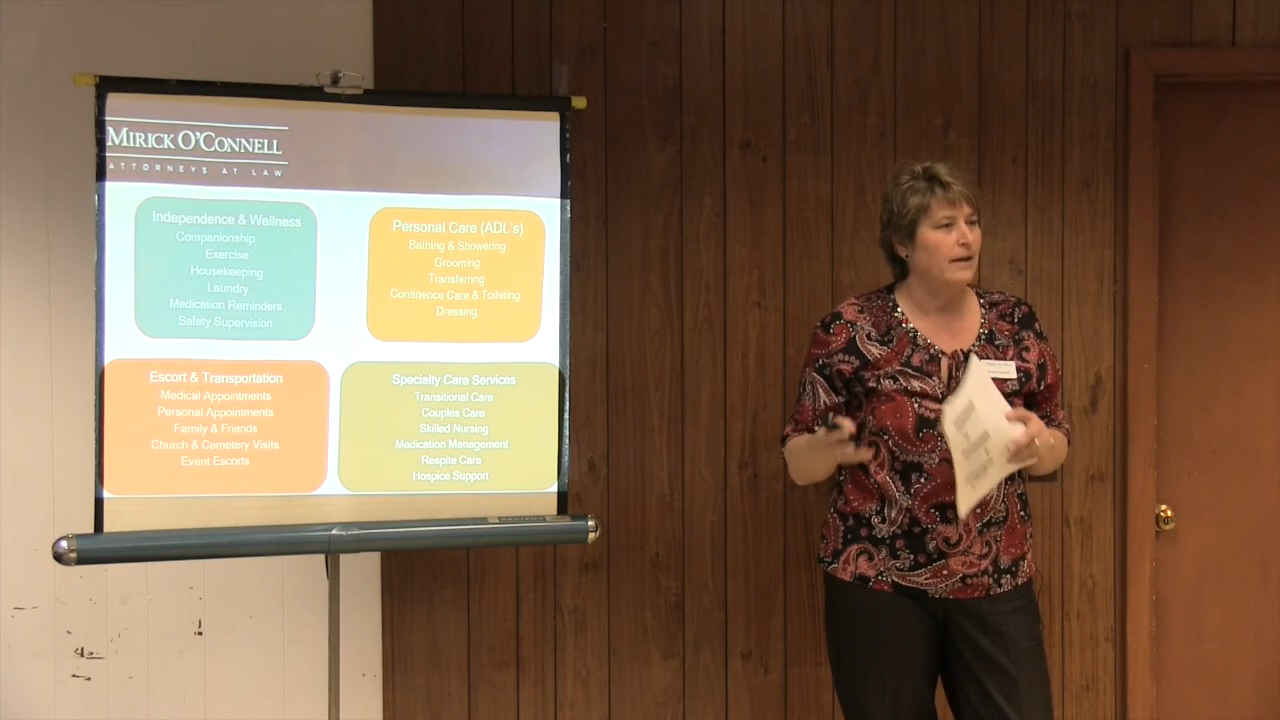 MIRICK O'CONNELL
ATTORNEYS AT LAW
Independence & Wellness
Companionship
Exercise
Housekeeping
Laundry
Medication Reminders
Safety Supervision
Personal Care (ADL's)
Bathing & Showering
Grooming
Transferring
Continence Care & Toileting
Dressing
Escort & Transportation
Medical Appointments
Personal Appointments
Family & Friends
Church & Cemetery Visits
Event Escorts
Specialty Care Services
Transitional Care
Couples Care
Skilled Nursing
Medication Management
Respite Care
Hospice Support